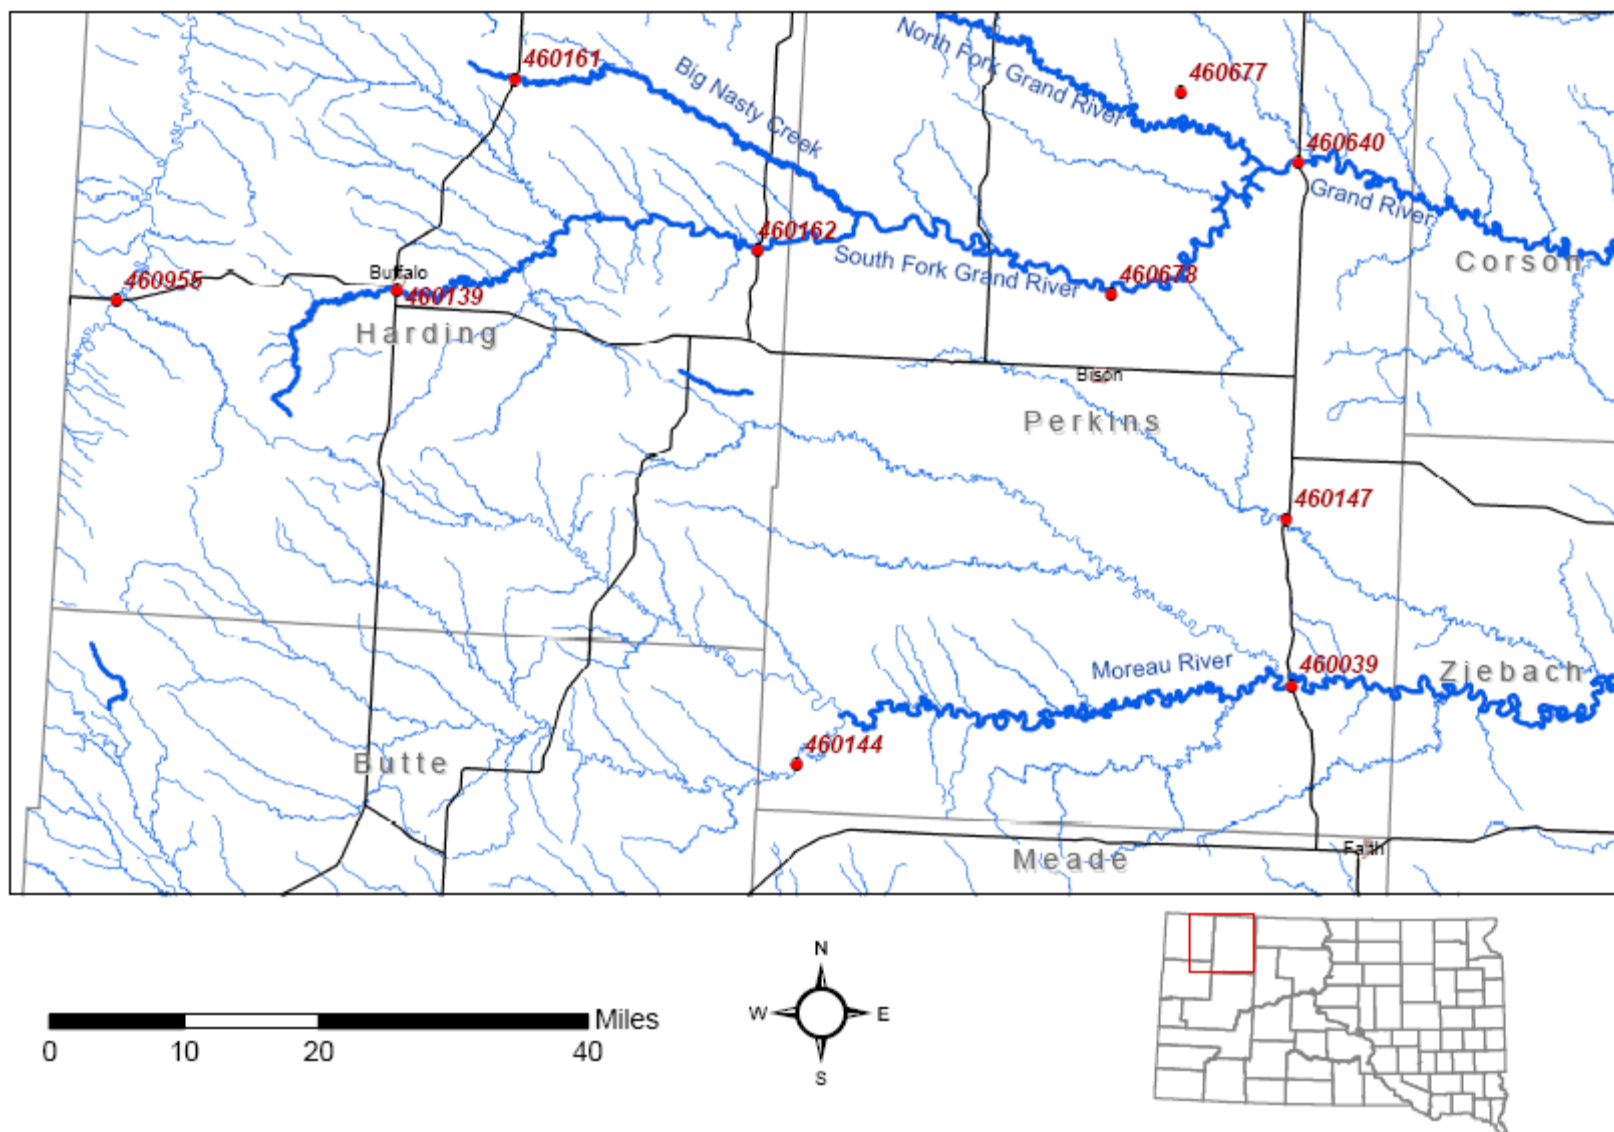 460161
Big Nasty Creek
North Fork Grand River
460677
460640
Grand River
460162
South Fork Grand River
460678
Corson
460955
Buffalo
460139
Harding
Bison
Perkins
460147
Moreau River
460039
Ziebach
460144
Butte
Meade
Faith
N
W
E
S
Miles
0
10
20
40